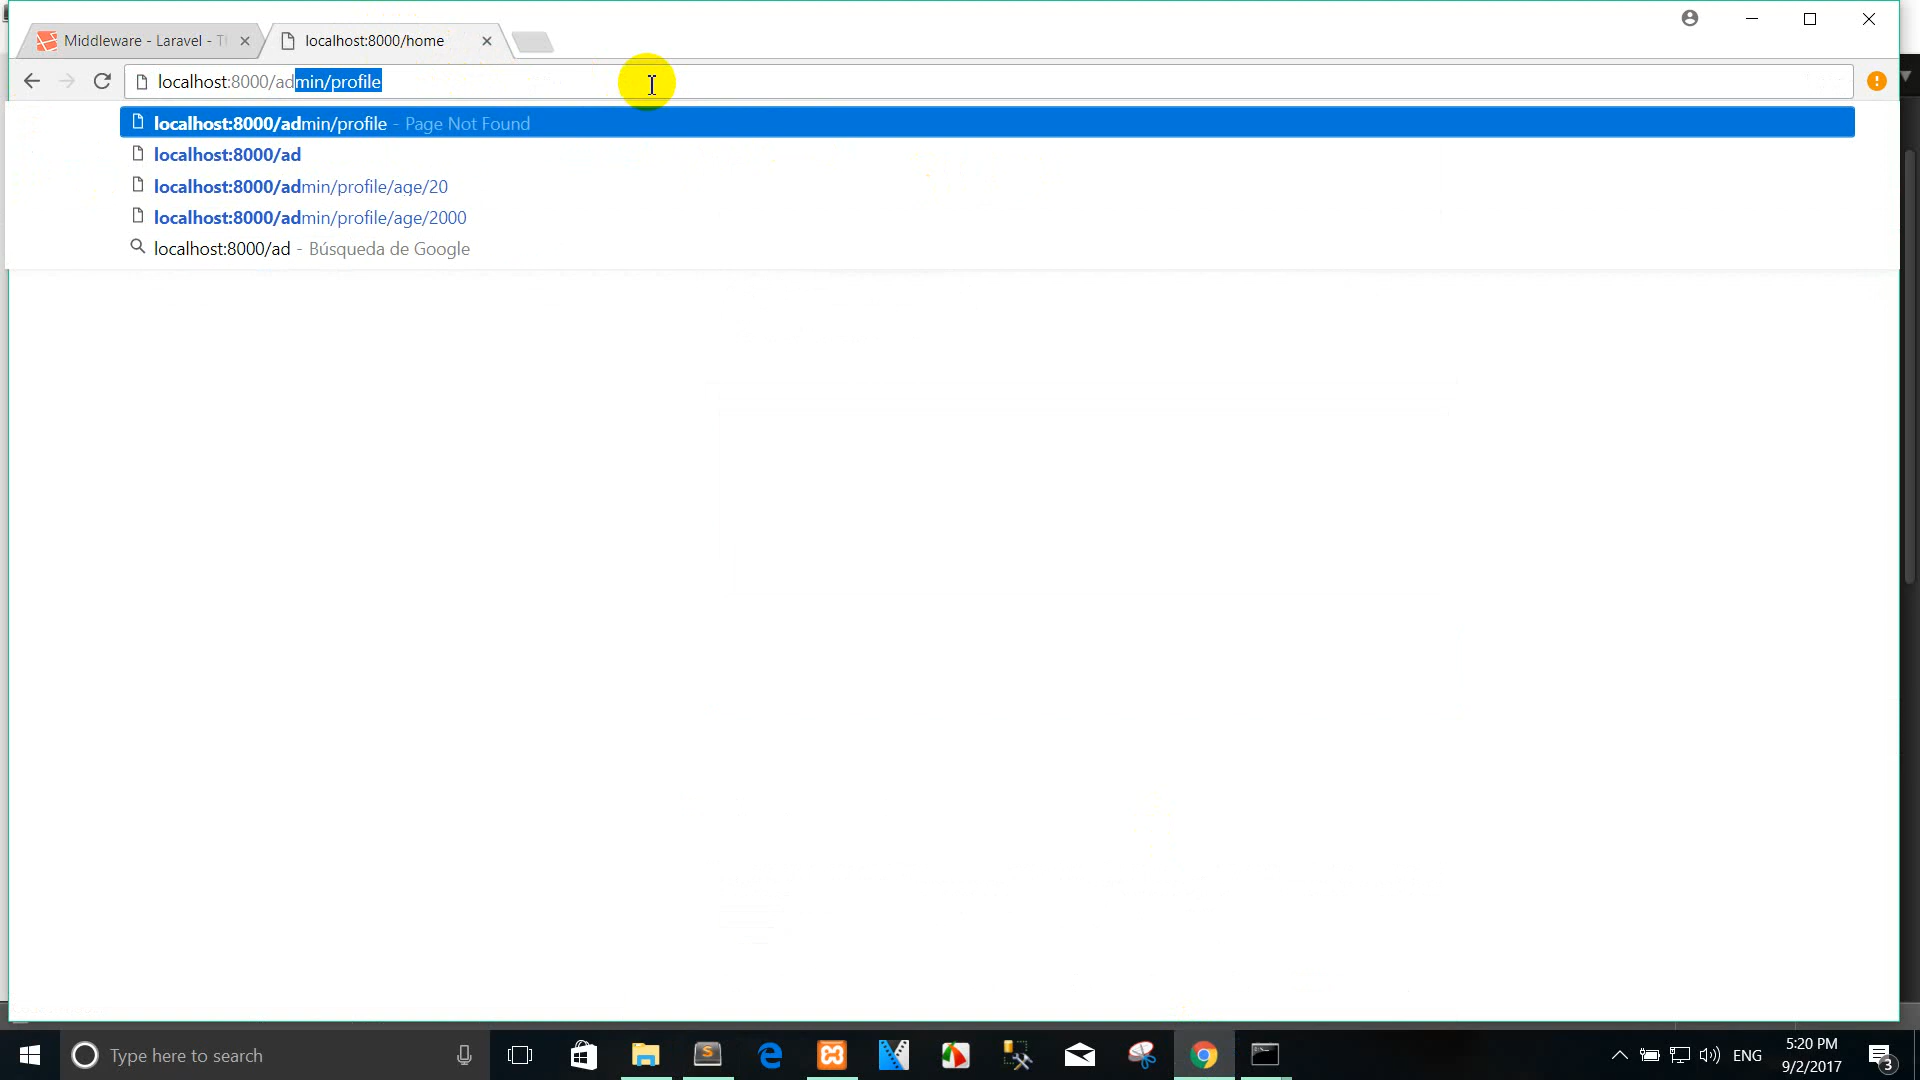 Middleware - Laravel - Th
localhost:8000/home
localhost:8000/admin/profile
localhost:8000/admin/profile - Page Not Found
localhost:8000/ad
localhost:8000/admin/profile/age/20
localhost:8000/admin/profile/age/2000
localhost:8000/ad - Búsqueda de Google
Type here to search
S
ENG
5:20 PM
9/2/2017
3